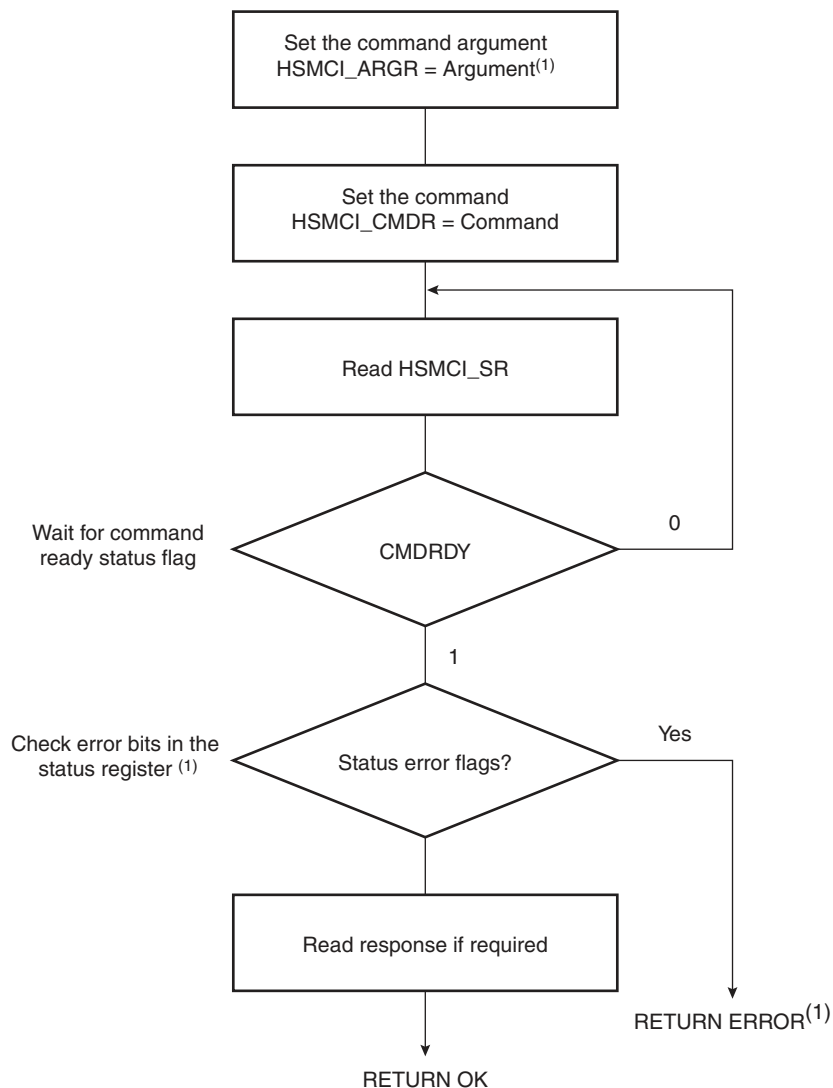 Set the command argument
HSMCI_ARGR = Argument(1)
Set the command
HSMCI_CMDR = Command
Read HSMCI_SR
Wait for command
ready status flag
CMDRDY
0
1
Check error bits in the
status register (1)
Status error flags?
Yes
Read response if required
RETURN ERROR(1)
RETURN OK